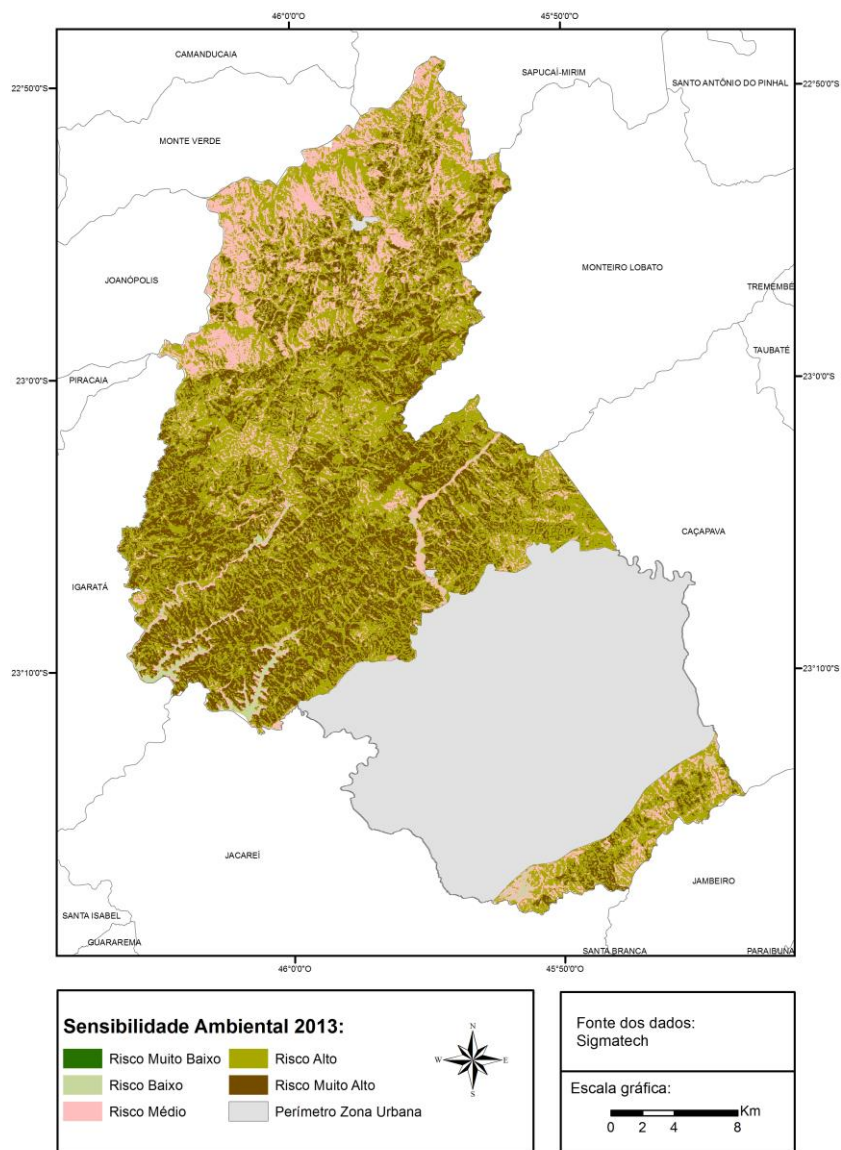 46°0'0"O
45°50'0"O
CAMANDUCAIA
SAPUCAÍ-MIRIM
SANTO ANTÔNIO DO PINHAL
22°50'0"S
22°50'0"S
MONTE VERDE
MONTEIRO LOBATO
JOANÓPOLIS
TREMEMBÉ
TAUBATÉ
PIRACAIA
23°0'0"S
23°0'0"S
CAÇAPAVA
IGARATÁ
23°10'0"S
23°10'0"S
JACAREÍ
JAMBEIRO
SANTA ISABEL
GUARAREMA
SANTA BRANCA
PARAIBUNA
46°0'0"O
45°50'0"O
Sensibilidade Ambiental 2013:
Risco Muito Baixo
Risco Baixo
Risco Médio
Risco Alto
Risco Muito Alto
Perímetro Zona Urbana
N
W
E
S
Fonte dos dados:
Sigmatech
Escala gráfica:
Km
0 2 4 8